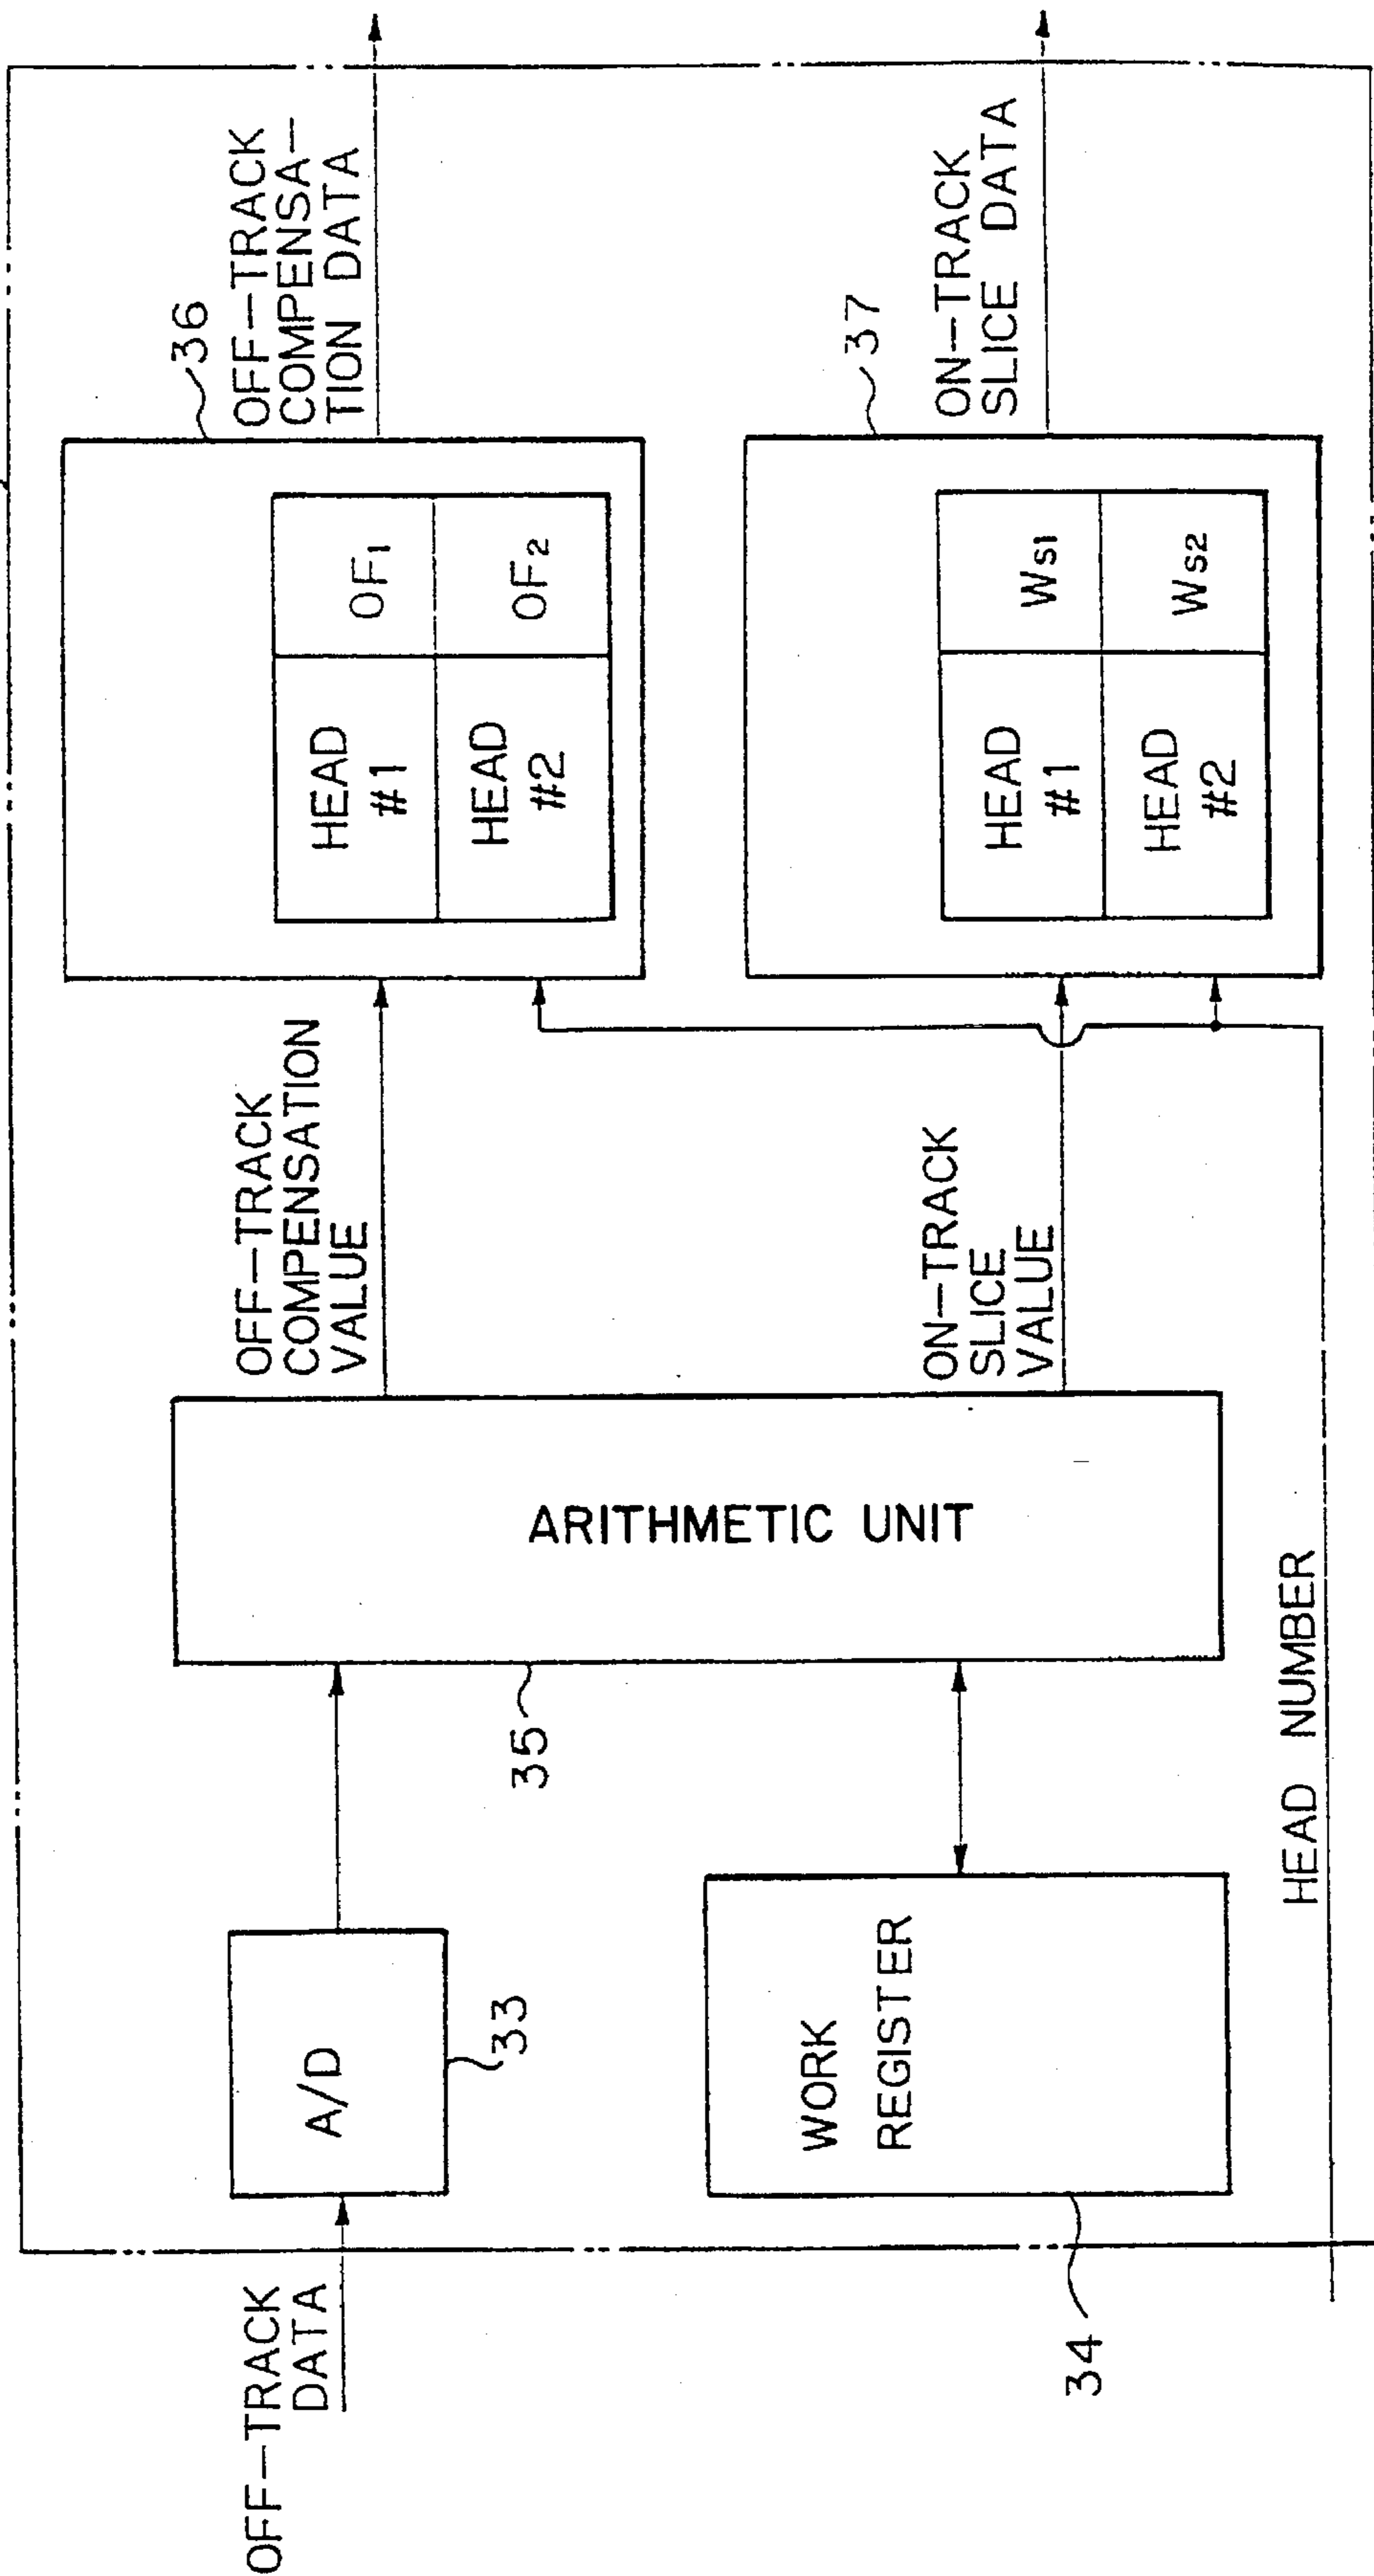 OFF-TRACK
DATA
A/D
33
WORK
REGISTER
34
ARITHMETIC UNIT
35
HEAD NUMBER
OFF-TRACK
COMPENSATION
VALUE
ON-TRACK
SLICE
VALUE
36
HEAD
#1
OF1
HEAD
#2
OF2
37
HEAD
#1
Ws1
HEAD
#2
Ws2
OFF-TRACK
COMPENSA-
TION DATA
ON-TRACK
SLICE DATA